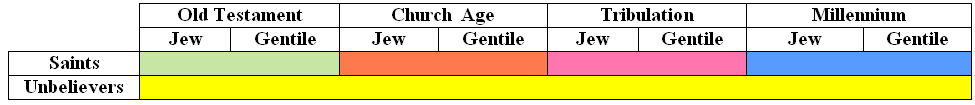 Old Testament Church Age Tribulation Millennium
Jew Gentile Jew Gentile Jew Gentile Jew Gentile
Saints
Unbelievers